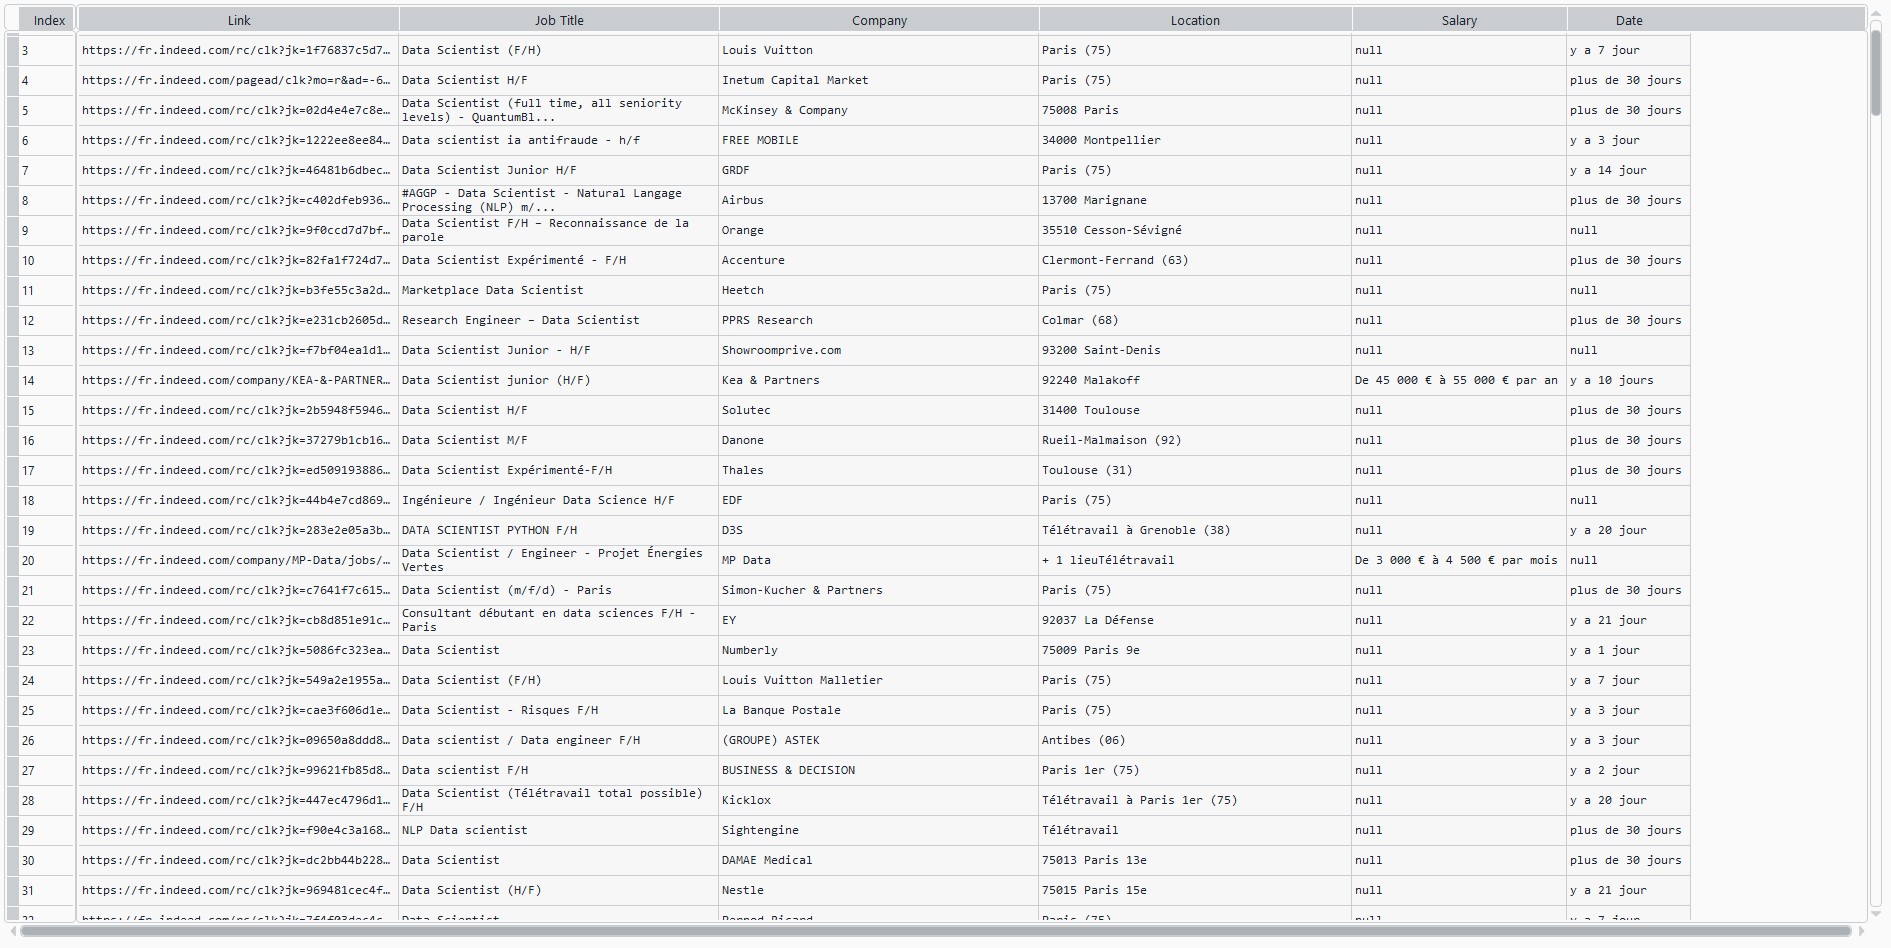 Index Link Job Title Company Location Salary Date
3 https://fr.indeed.com/rc/clk?jk=1f76837c5d7… Data Scientist (F/H) Louis Vuitton Paris (75) null y a 7 jour
4 https://fr.indeed.com/pagead/clk?mo=r&ad=-6… Data Scientist H/F Inetum Capital Market Paris (75) null plus de 30 jours
5 https://fr.indeed.com/rc/clk?jk=02d4e4e7c8e… Data Scientist (full time, all seniority levels) - QuantumBl... McKinsey & Company 75008 Paris null plus de 30 jours
6 https://fr.indeed.com/rc/clk?jk=1222ee8ee84… Data scientist ia antifraude - h/f FREE MOBILE 34000 Montpellier null y a 3 jour
7 https://fr.indeed.com/rc/clk?jk=46481b6dbec… Data Scientist Junior H/F GRDF Paris (75) null y a 14 jour
8 https://fr.indeed.com/rc/clk?jk=c402dfeb936… #AGGP - Data Scientist - Natural Langage Processing (NLP) m/... Airbus 13700 Marignane null plus de 30 jours
9 https://fr.indeed.com/rc/clk?jk=9f0ccd7d7bf… Data Scientist F/H – Reconnaissance de la parole Orange 35510 Cesson-Sévigné null null
10 https://fr.indeed.com/rc/clk?jk=82fa1f724d7… Data Scientist Expérimenté - F/H Accenture Clermont-Ferrand (63) null plus de 30 jours
11 https://fr.indeed.com/rc/clk?jk=b3fe55c3a2d… Marketplace Data Scientist Heetch Paris (75) null null
12 https://fr.indeed.com/rc/clk?jk=e231cb2605d… Research Engineer – Data Scientist PPRS Research Colmar (68) null plus de 30 jours
13 https://fr.indeed.com/rc/clk?jk=f7bf04ea1d1… Data Scientist Junior - H/F Showroomprive.com 93200 Saint-Denis null null
14 https://fr.indeed.com/company/KEA-&-PARTNER… Data Scientist junior (H/F) Kea & Partners 92240 Malakoff De 45 000 € à 55 000 € par an y a 10 jours
15 https://fr.indeed.com/rc/clk?jk=2b5948f5946… Data Scientist H/F Solutec 31400 Toulouse null plus de 30 jours
16 https://fr.indeed.com/rc/clk?jk=37279b1cb16… Data Scientist M/F Danone Rueil-Malmaison (92) null plus de 30 jours
17 https://fr.indeed.com/rc/clk?jk=ed509193886… Data Scientist Expérimenté-F/H Thales Toulouse (31) null plus de 30 jours
18 https://fr.indeed.com/rc/clk?jk=44b4e7cd869… Ingénieure / Ingénieur Data Science H/F EDF Paris (75) null null
19 https://fr.indeed.com/rc/clk?jk=283e2e05a3b… DATA SCIENTIST PYTHON F/H D3S Télétravail à Grenoble (38) null y a 20 jour
20 https://fr.indeed.com/company/MP-Data/jobs/… Data Scientist / Engineer - Projet Énergies Vertes MP Data + 1 lieuTélétravail De 3 000 € à 4 500 € par mois null
21 https://fr.indeed.com/rc/clk?jk=c7641f7c615… Data Scientist (m/f/d) - Paris Simon-Kucher & Partners Paris (75) null plus de 30 jours
22 https://fr.indeed.com/rc/clk?jk=cb8d851e91c… Consultant débutant en data sciences F/H - Paris EY 92037 La Défense null y a 21 jour
23 https://fr.indeed.com/rc/clk?jk=5086fc323ea… Data Scientist Numberly 75009 Paris 9e null y a 1 jour
24 https://fr.indeed.com/rc/clk?jk=549a2e1955a… Data Scientist (F/H) Louis Vuitton Malletier Paris (75) null y a 7 jour
25 https://fr.indeed.com/rc/clk?jk=cae3f606d1e… Data Scientist - Risques F/H La Banque Postale Paris (75) null y a 3 jour
26 https://fr.indeed.com/rc/clk?jk=09650a8ddd8… Data scientist / Data engineer F/H (GROUPE) ASTEK Antibes (06) null y a 3 jour
27 https://fr.indeed.com/rc/clk?jk=99621fb85d8… Data scientist F/H BUSINESS & DECISION Paris 1er (75) null y a 2 jour
28 https://fr.indeed.com/rc/clk?jk=447ec4796d1… Data Scientist (Télétravail total possible) F/H Kicklox Télétravail à Paris 1er (75) null y a 20 jour
29 https://fr.indeed.com/rc/clk?jk=f90e4c3a168… NLP Data scientist Sightengine Télétravail null plus de 30 jours
30 https://fr.indeed.com/rc/clk?jk=dc2bb44b228… Data Scientist DAMAE Medical 75013 Paris 13e null plus de 30 jours
31 https://fr.indeed.com/rc/clk?jk=969481cec4f… Data Scientist (H/F) Nestle 75015 Paris 15e null y a 21 jour